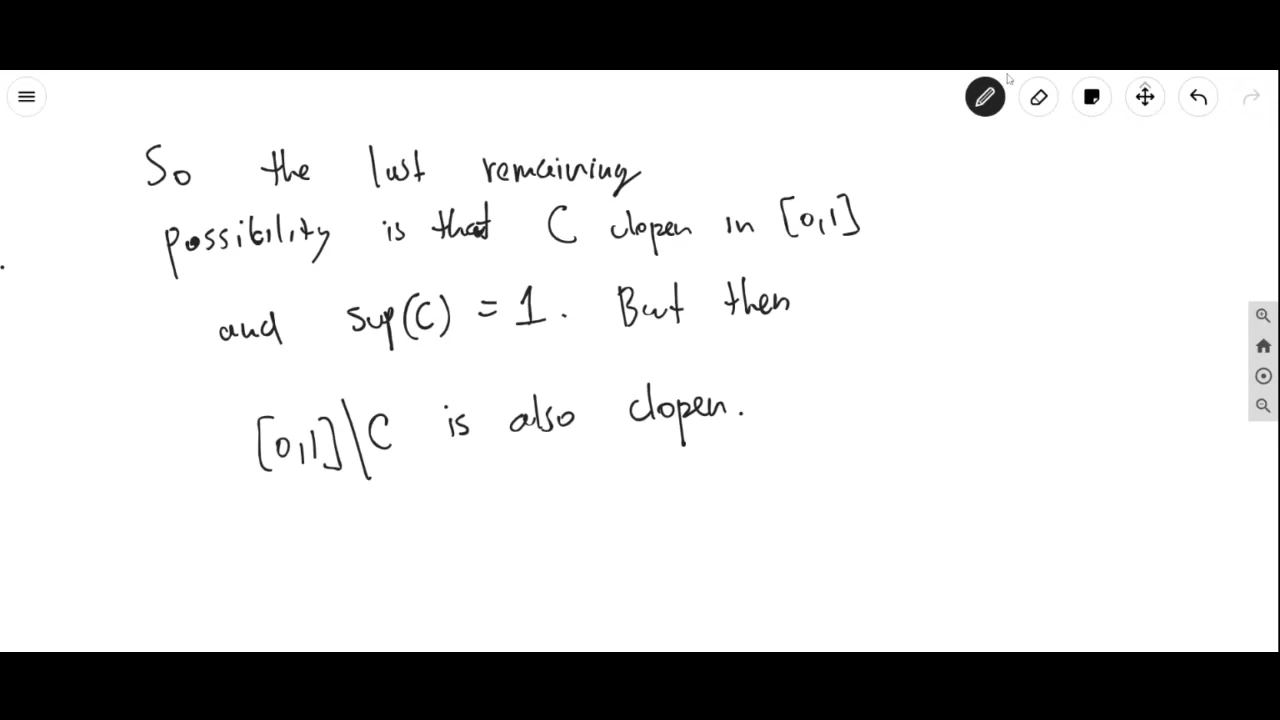 So the last remaining
possibility is that C clopen in [0,1]
and sup(C) = 1. But then
[0,1]\C is also clopen.